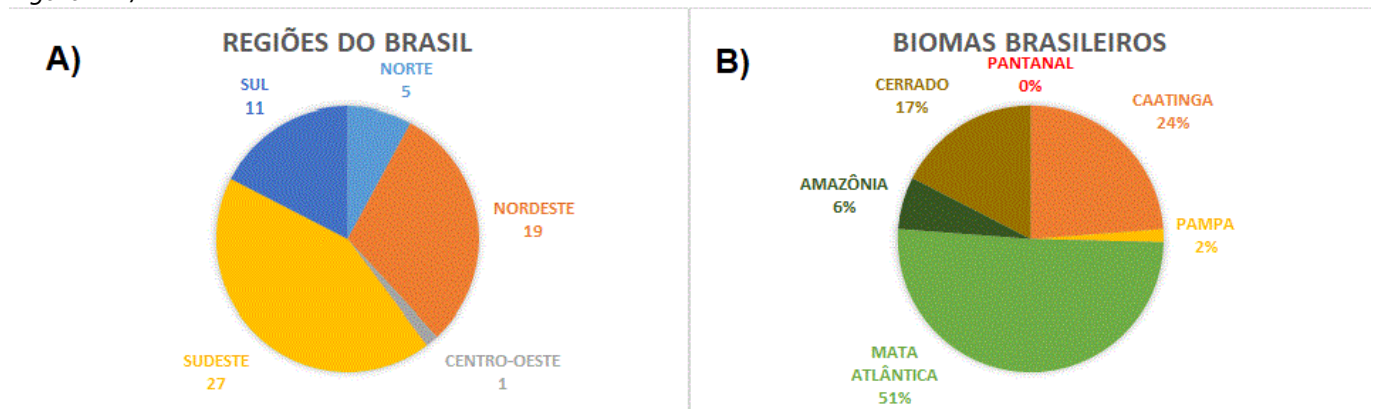 A)
REGIÕES DO BRASIL
NORTE
5
SUL
11
NORDESTE
19
SUDESTE
27
CENTRO-OESTE
1
B)
BIOMAS BRASILEIROS
PANTANAL
0%
CERRADO
17%
CAATINGA
24%
AMAZÔNIA
6%
PAMPA
2%
MATA
ATLÂNTICA
51%